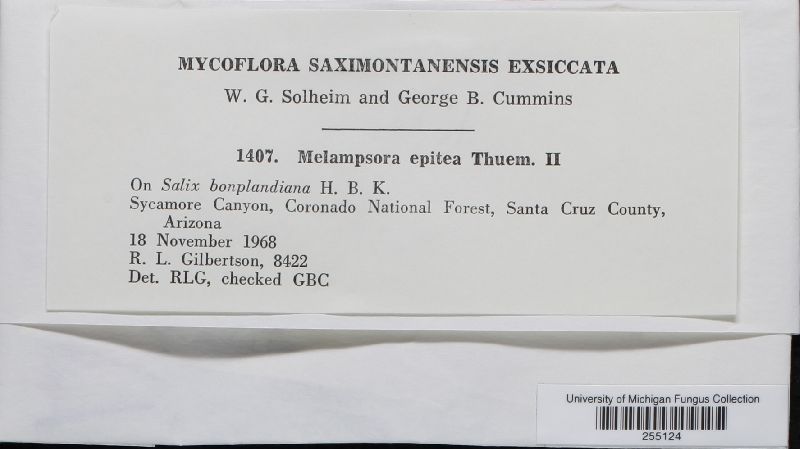 MYCOFLORA SAXIMONTANENSIS EXSICCATA
W. G. Solheim and George B. Cummins
1407. Melampsora epitea Thuem. II
On Salix bonplandiana H. B. K.
Sycamore Canyon, Coronado National Forest, Santa Cruz County,
Arizona
18 November 1968
R. L. Gilbertson, 8422
Det. RLG, checked GBC
University of Michigan Fungus Collection
255124